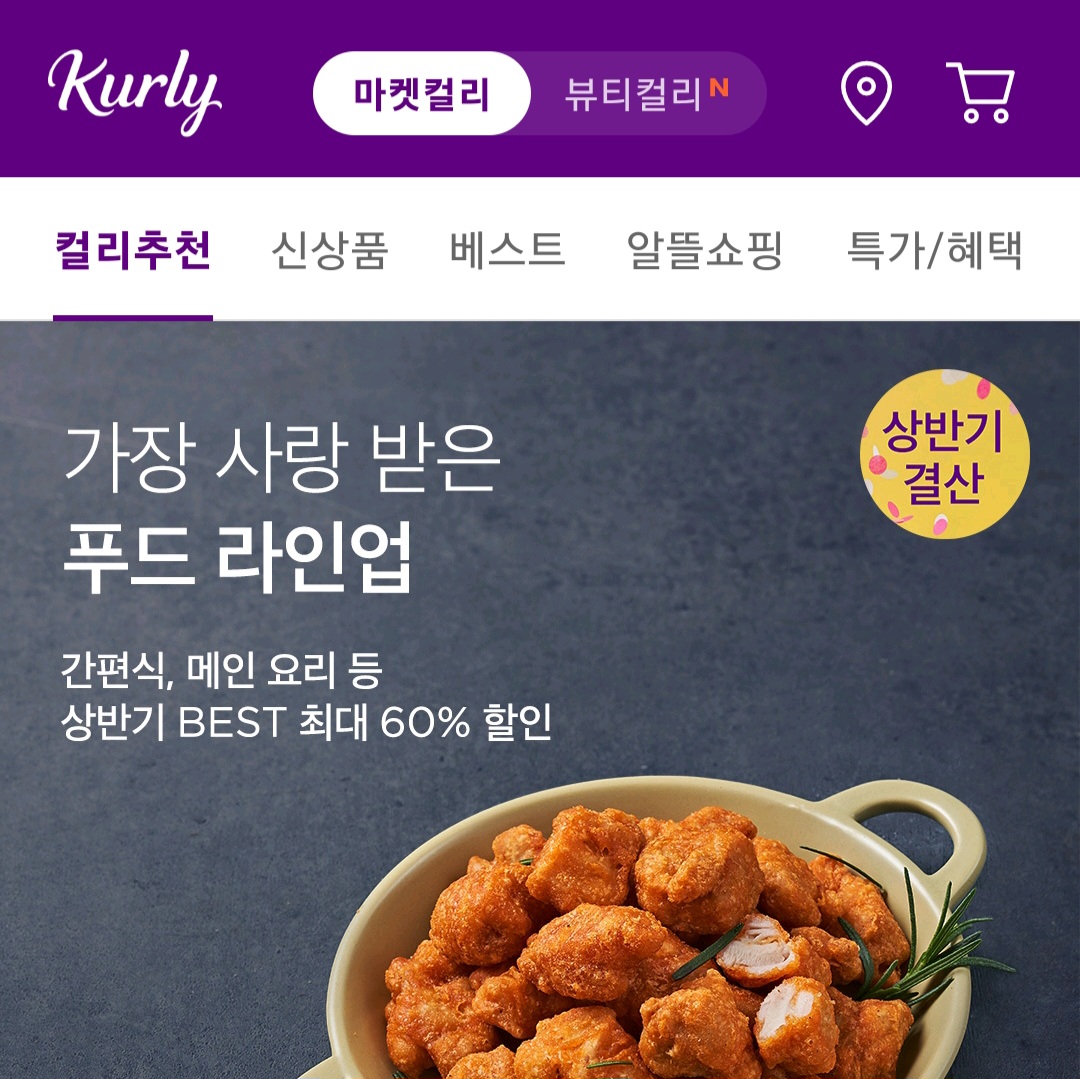 Kurly
마켓컬리 뷰티컬리 N
컬리추천 신상품 베스트 알뜰쇼핑 특가/혜택
가장 사랑 받은
푸드 라인업
상반기
결산
간편식, 메인 요리 등
상반기 BEST 최대 60% 할인